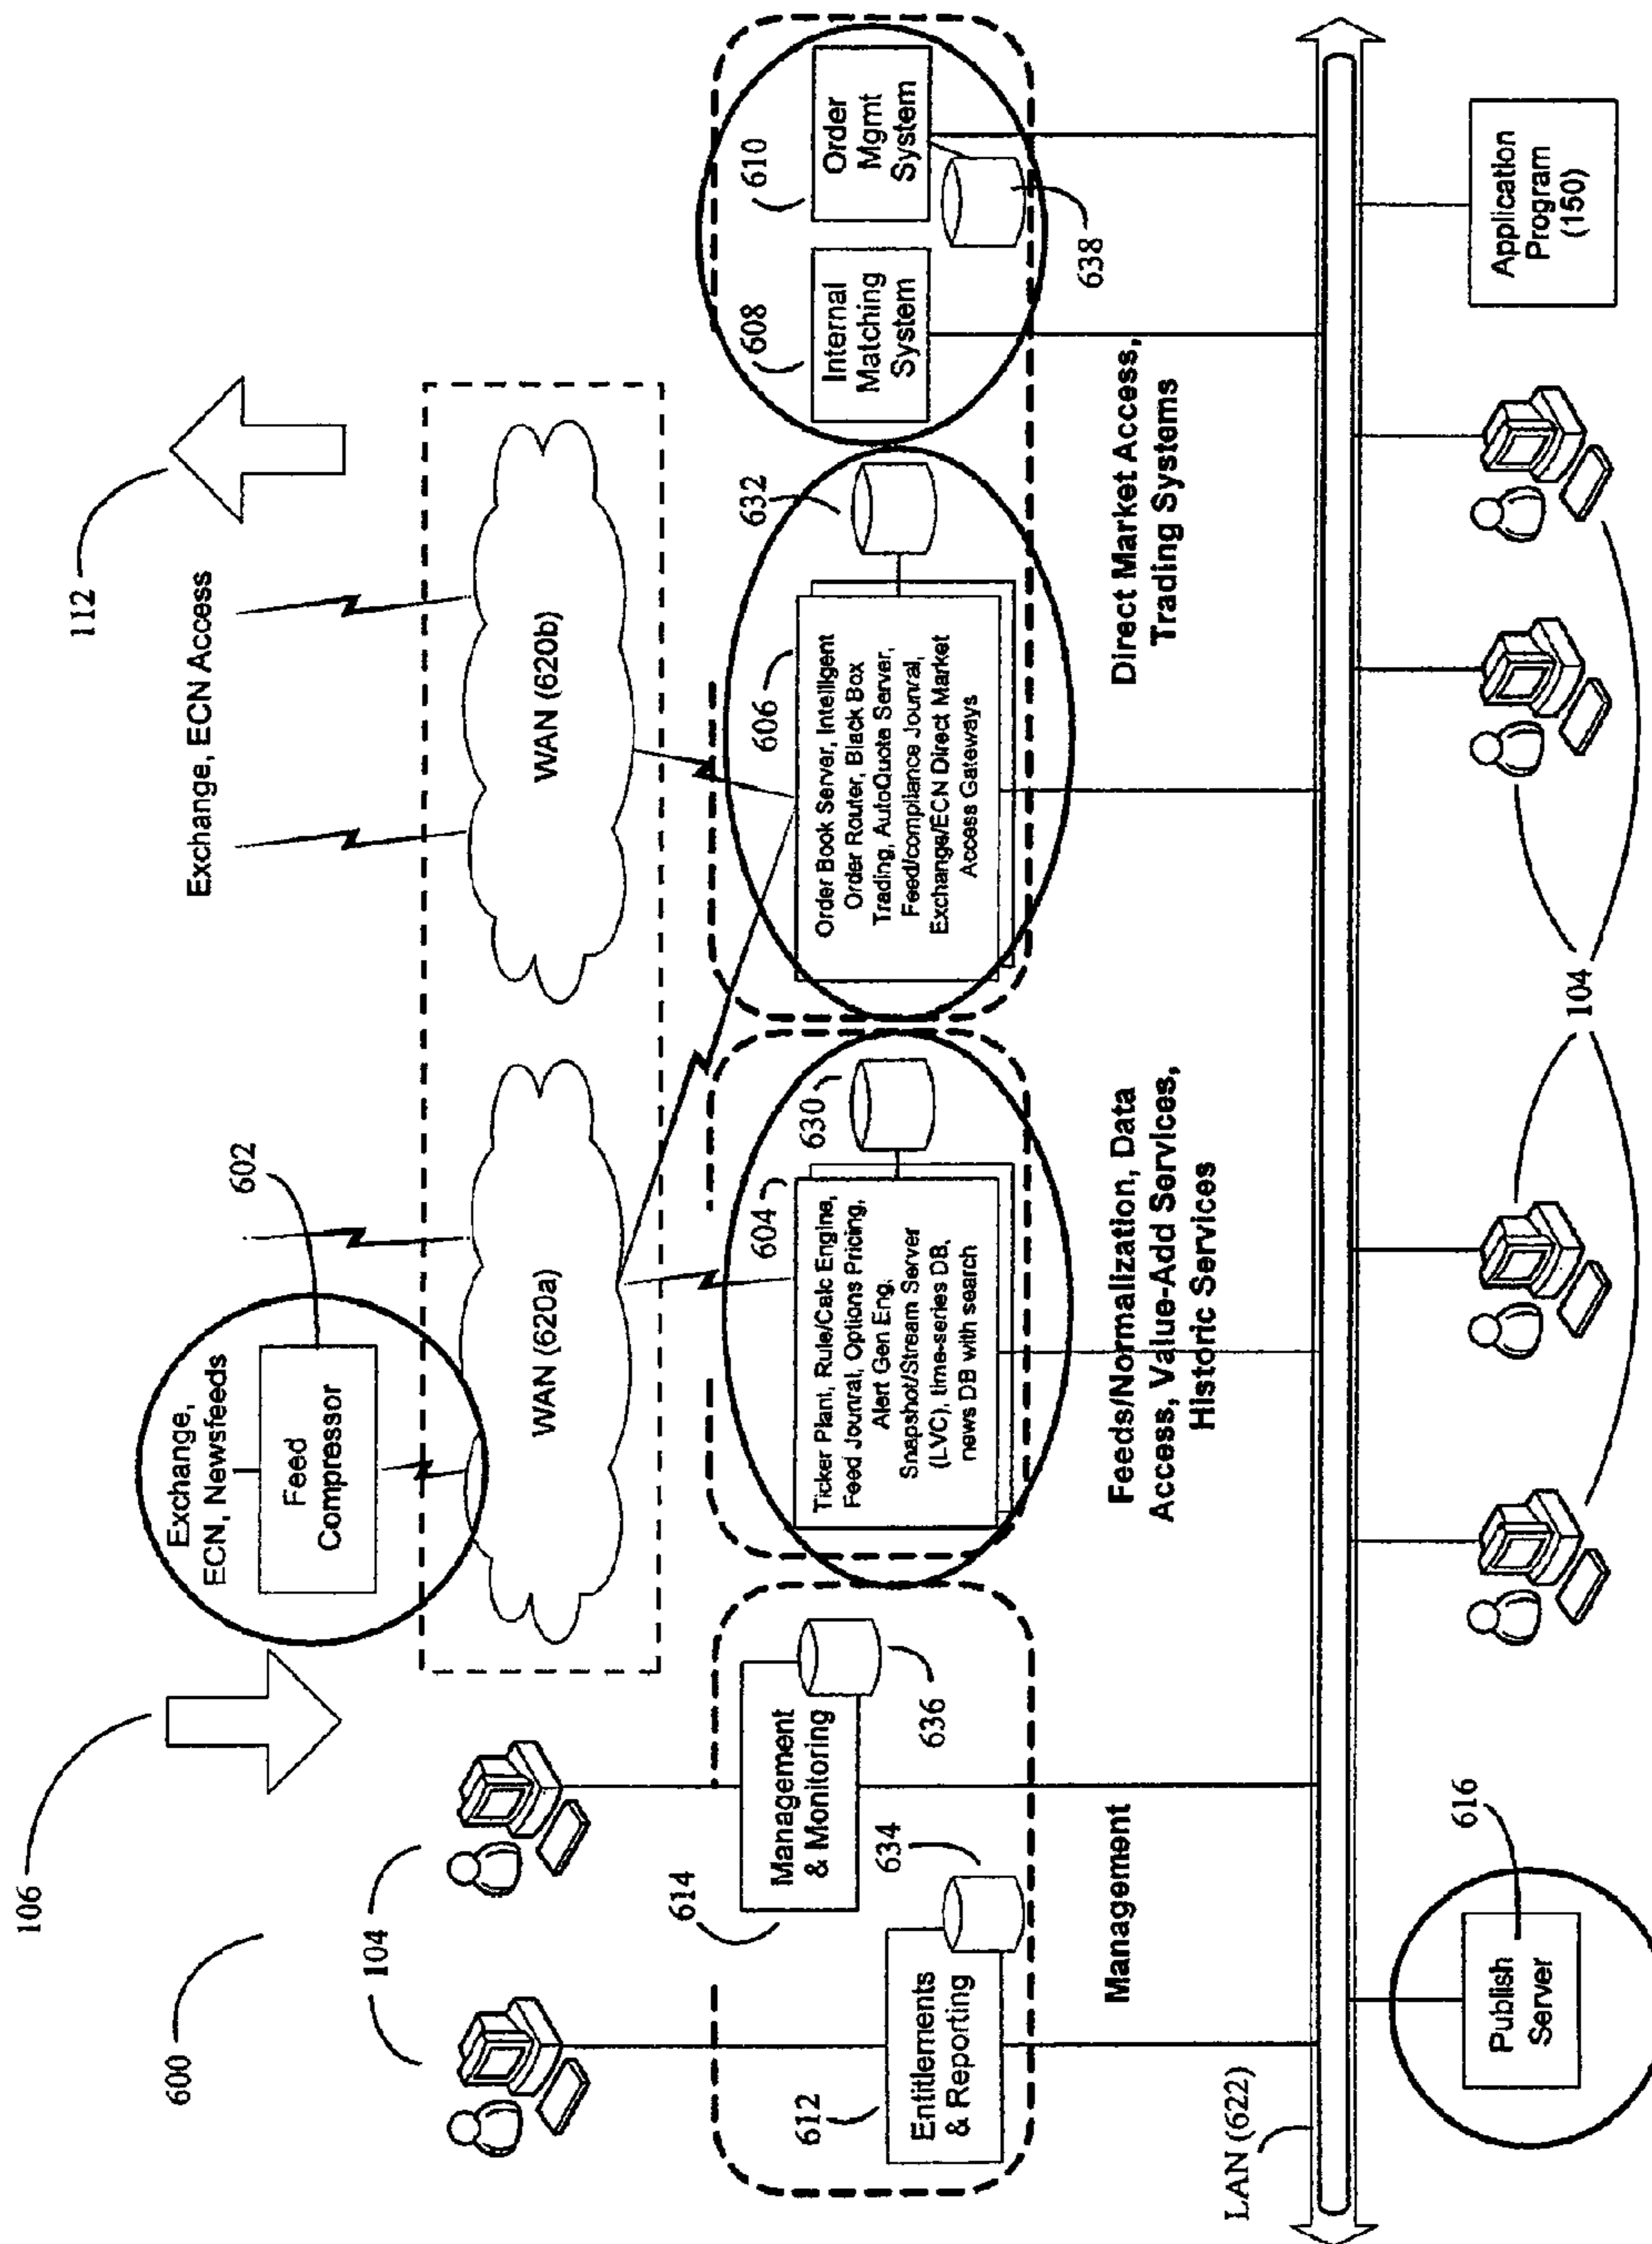 600
106
112
104
Exchange,
ECN, Newsfeeds
Feed
Compressor
602
Exchange, ECN Access
WAN (620a)
WAN (620b)
614
Management
& Monitoring
636
612
Entitlements
& Reporting
634
Management
604
Ticker Plant, Rule/Calc Engine,
Feed Jounral, Options Pricing,
Alert Gen Eng,
Snapshot/Stream Server
(LVC), time-series DB,
news DB with search
630
Feeds/Normalization, Data
Access, Value-Add Services,
Historic Services
606
Order Book Server, Intelligent
Order Router, Black Box
Trading, AutoQuote Server,
Feed/compliance Jounral,
Exchange/ECN Direct Market
Access Gateways
632
608
Internal
Matching
System
610
Order
Mgmt
System
638
Direct Market Access,
Trading Systems
LAN (622)
Publish
Server
616
104
Application
Program
(150)